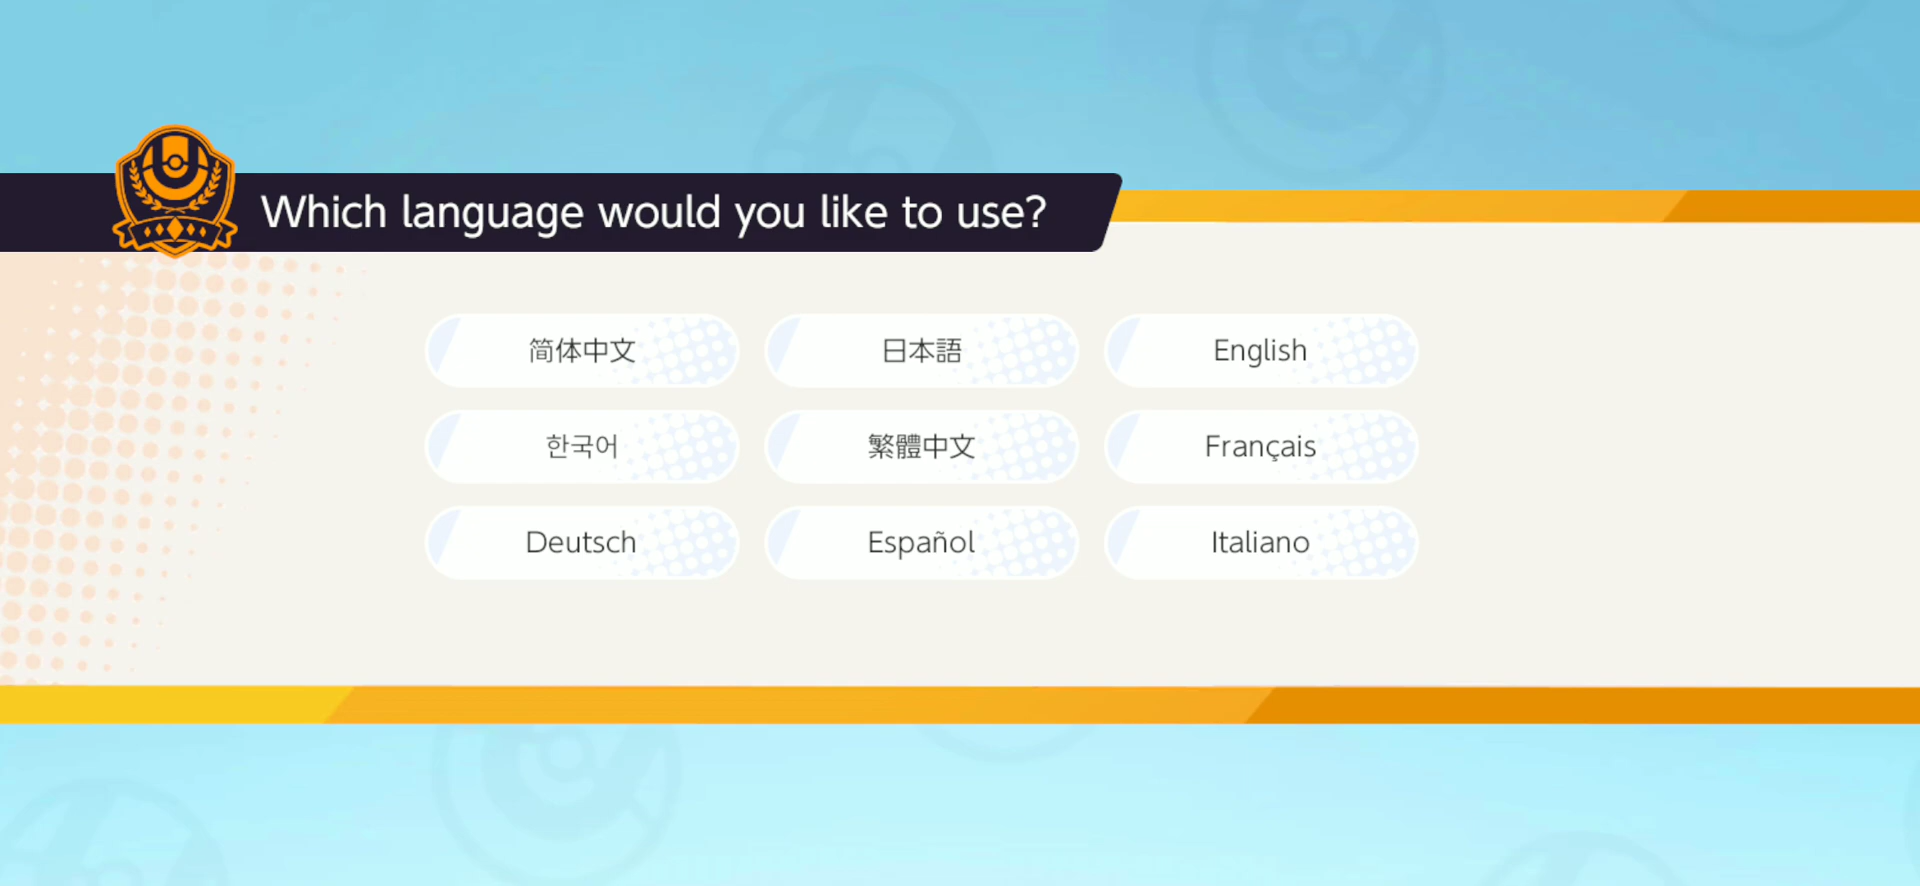 Which language would you like to use?
简体中文
日本語
English
한국어
繁體中文
Français
Deutsch
Español
Italiano